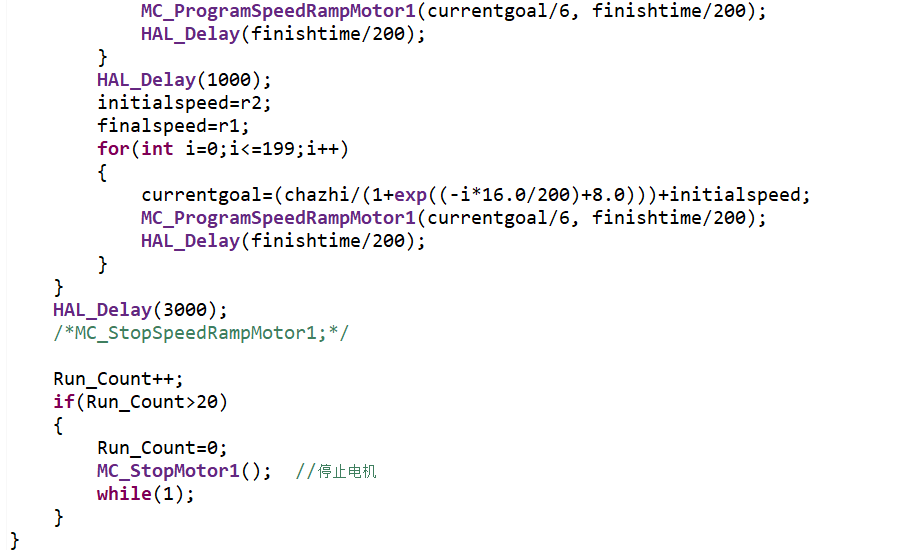 MC_ProgramSpeedRampMotor1(currentgoal/6, finishtime/200);
HAL_Delay(finishtime/200);
}
HAL_Delay(1000);
initialspeed=r2;
finalspeed=r1;
for(int i=0;i<=199;i++)
{
currentgoal=(chazhi/(1+exp((-i*16.0/200)+8.0)))+initialspeed;
MC_ProgramSpeedRampMotor1(currentgoal/6, finishtime/200);
HAL_Delay(finishtime/200);
}
}
HAL_Delay(3000);
/*MC_StopSpeedRampMotor1;*/
Run_Count++;
if(Run_Count>20)
{
Run_Count=0;
MC_StopMotor1();  //停止电机
while(1);
}
}